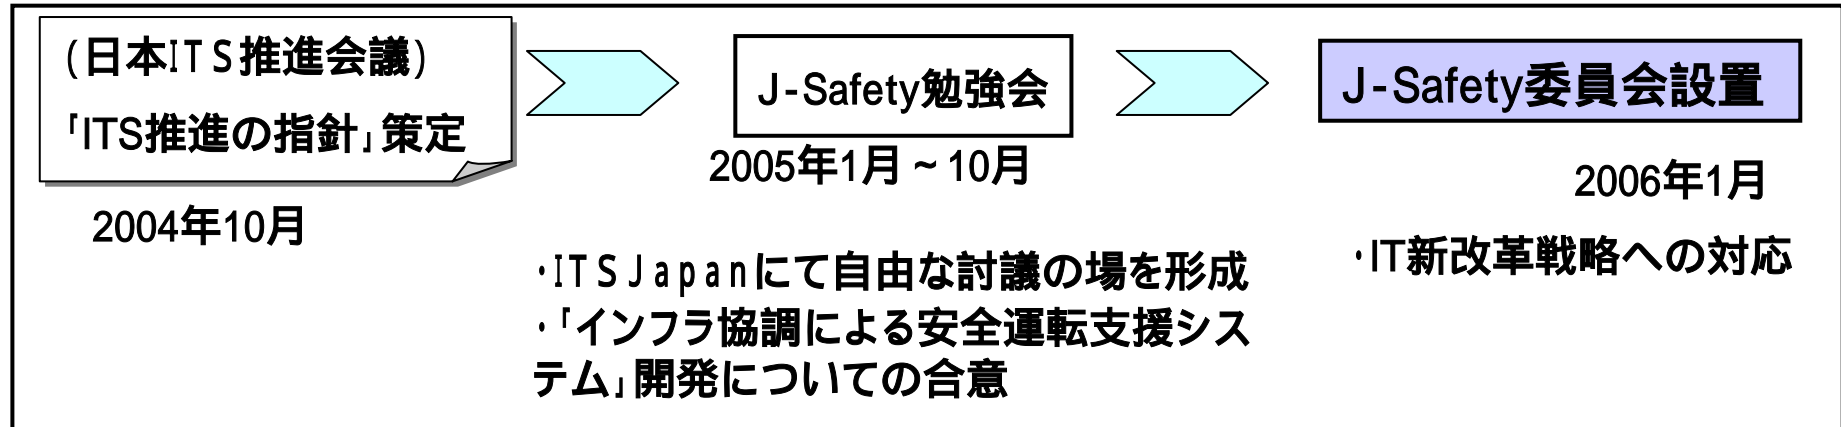 (日本ITS推進会議)
「ITS推進の指針」策定
2004年10月
J-Safety勉強会
2005年1月~10月
・ITSJapanにて自由な討議の場を形成
・「インフラ協調による安全運転支援シス
テム」開発についての合意
J-Safety委員会設置
2006年1月
・IT新改革戦略への対応